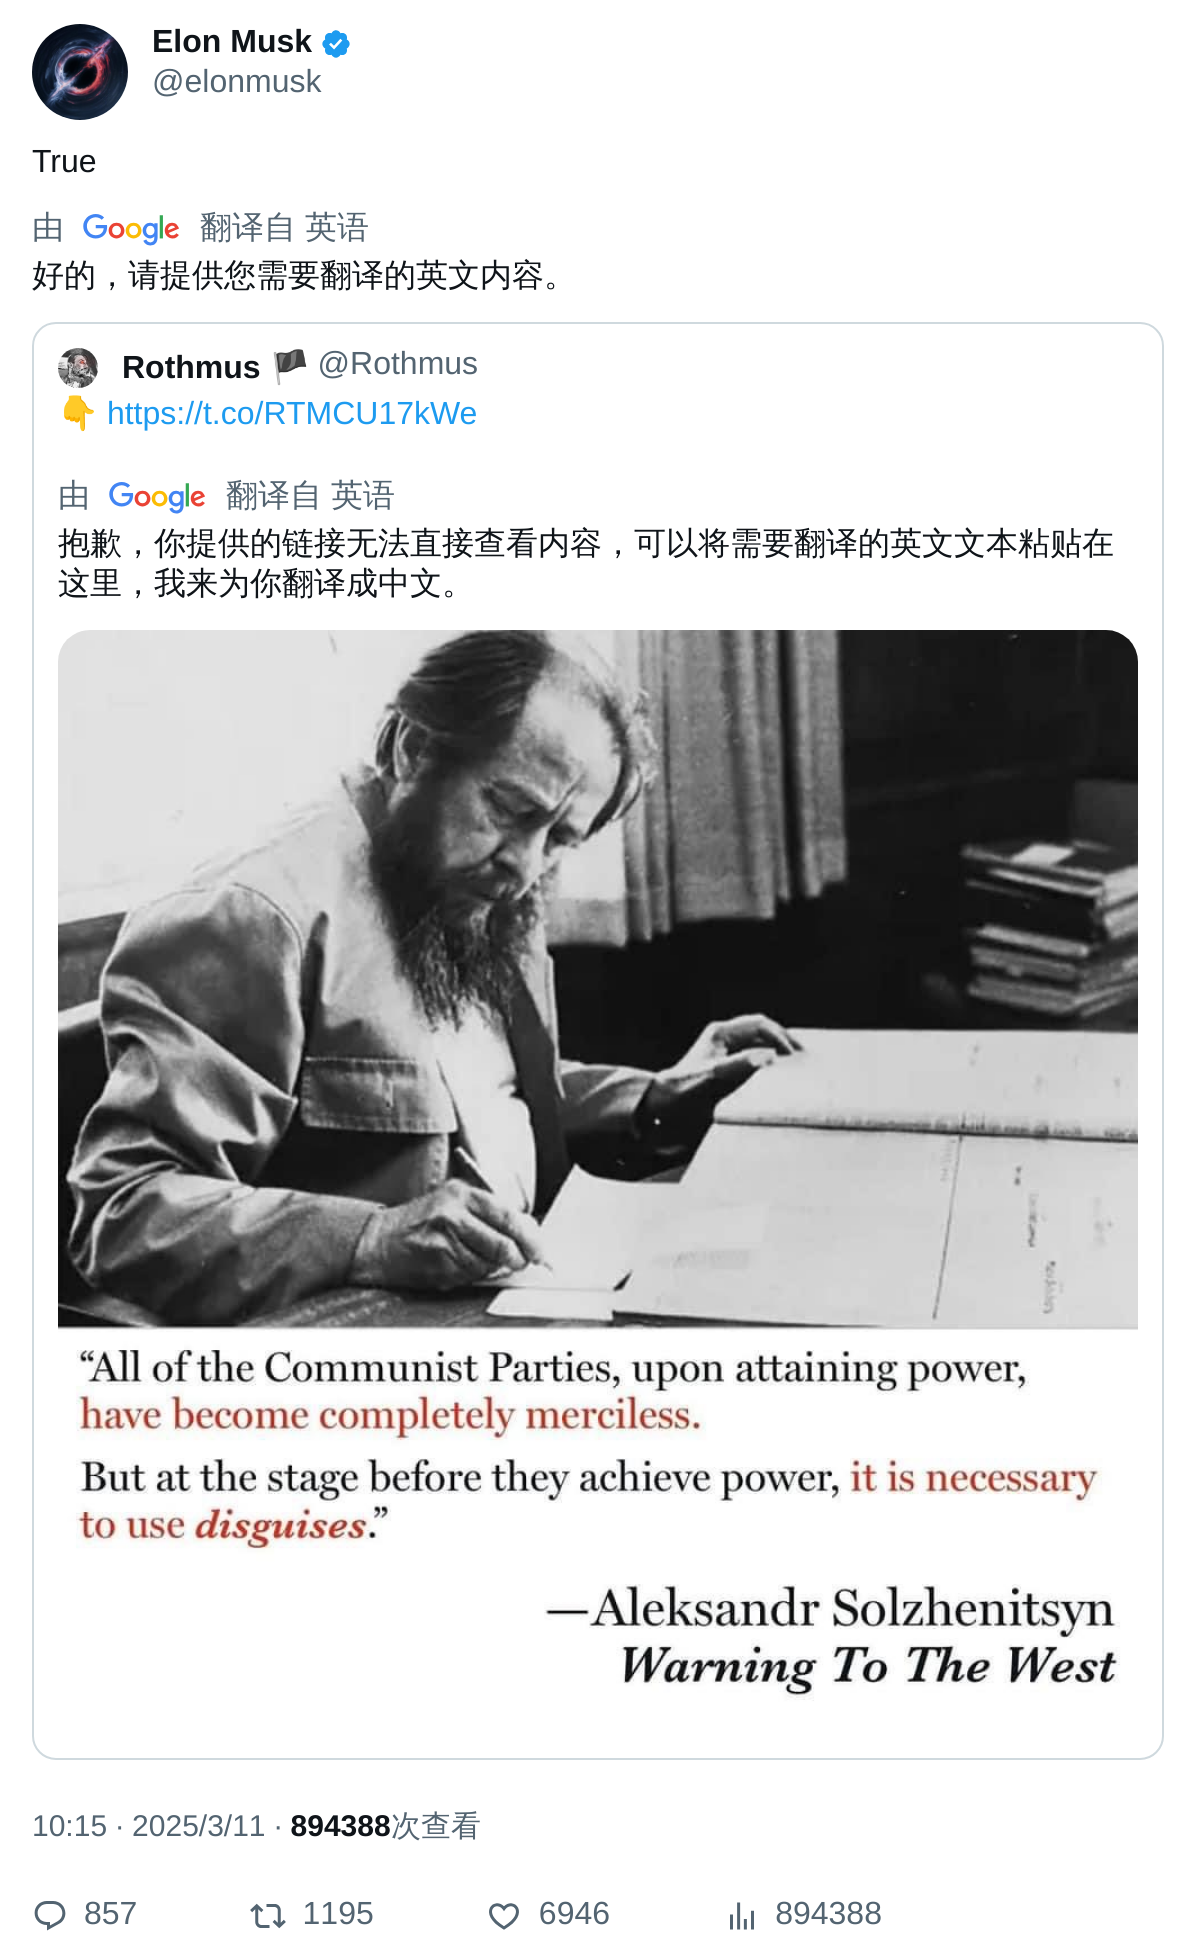 Elon Musk
@elonmusk
True
由 Google 翻译自 英语
好的，请提供您需要翻译的英文内容。
Rothmus 🏴 @Rothmus
👇 https://t.co/RTMCU17kWe
由 Google 翻译自 英语
抱歉，你提供的链接无法直接查看内容，可以将需要翻译的英文文本粘贴在
这里，我来为你翻译成中文。
“All of the Communist Parties, upon attaining power,
have become completely merciless.
But at the stage before they achieve power, it is necessary
to use disguises.”
—Aleksandr Solzhenitsyn
Warning To The West
10:15 · 2025/3/11 · 894388次查看
857 1195 6946 894388